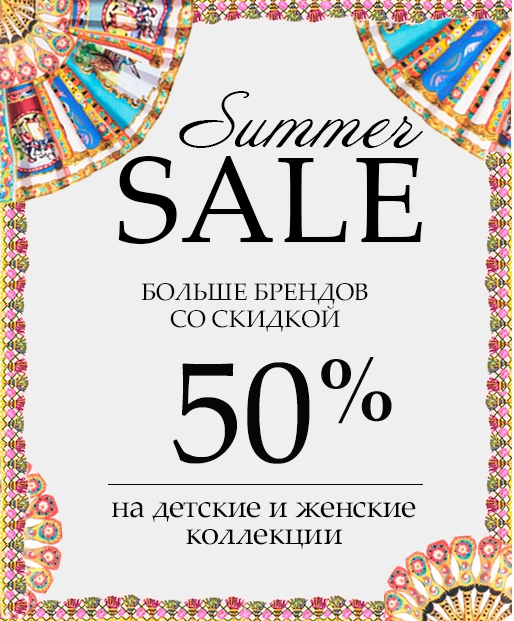 Summer
SALE
БОЛЬШЕ БРЕНДОВ
СО СКИДКОЙ
50%
на детские и женские
коллекции